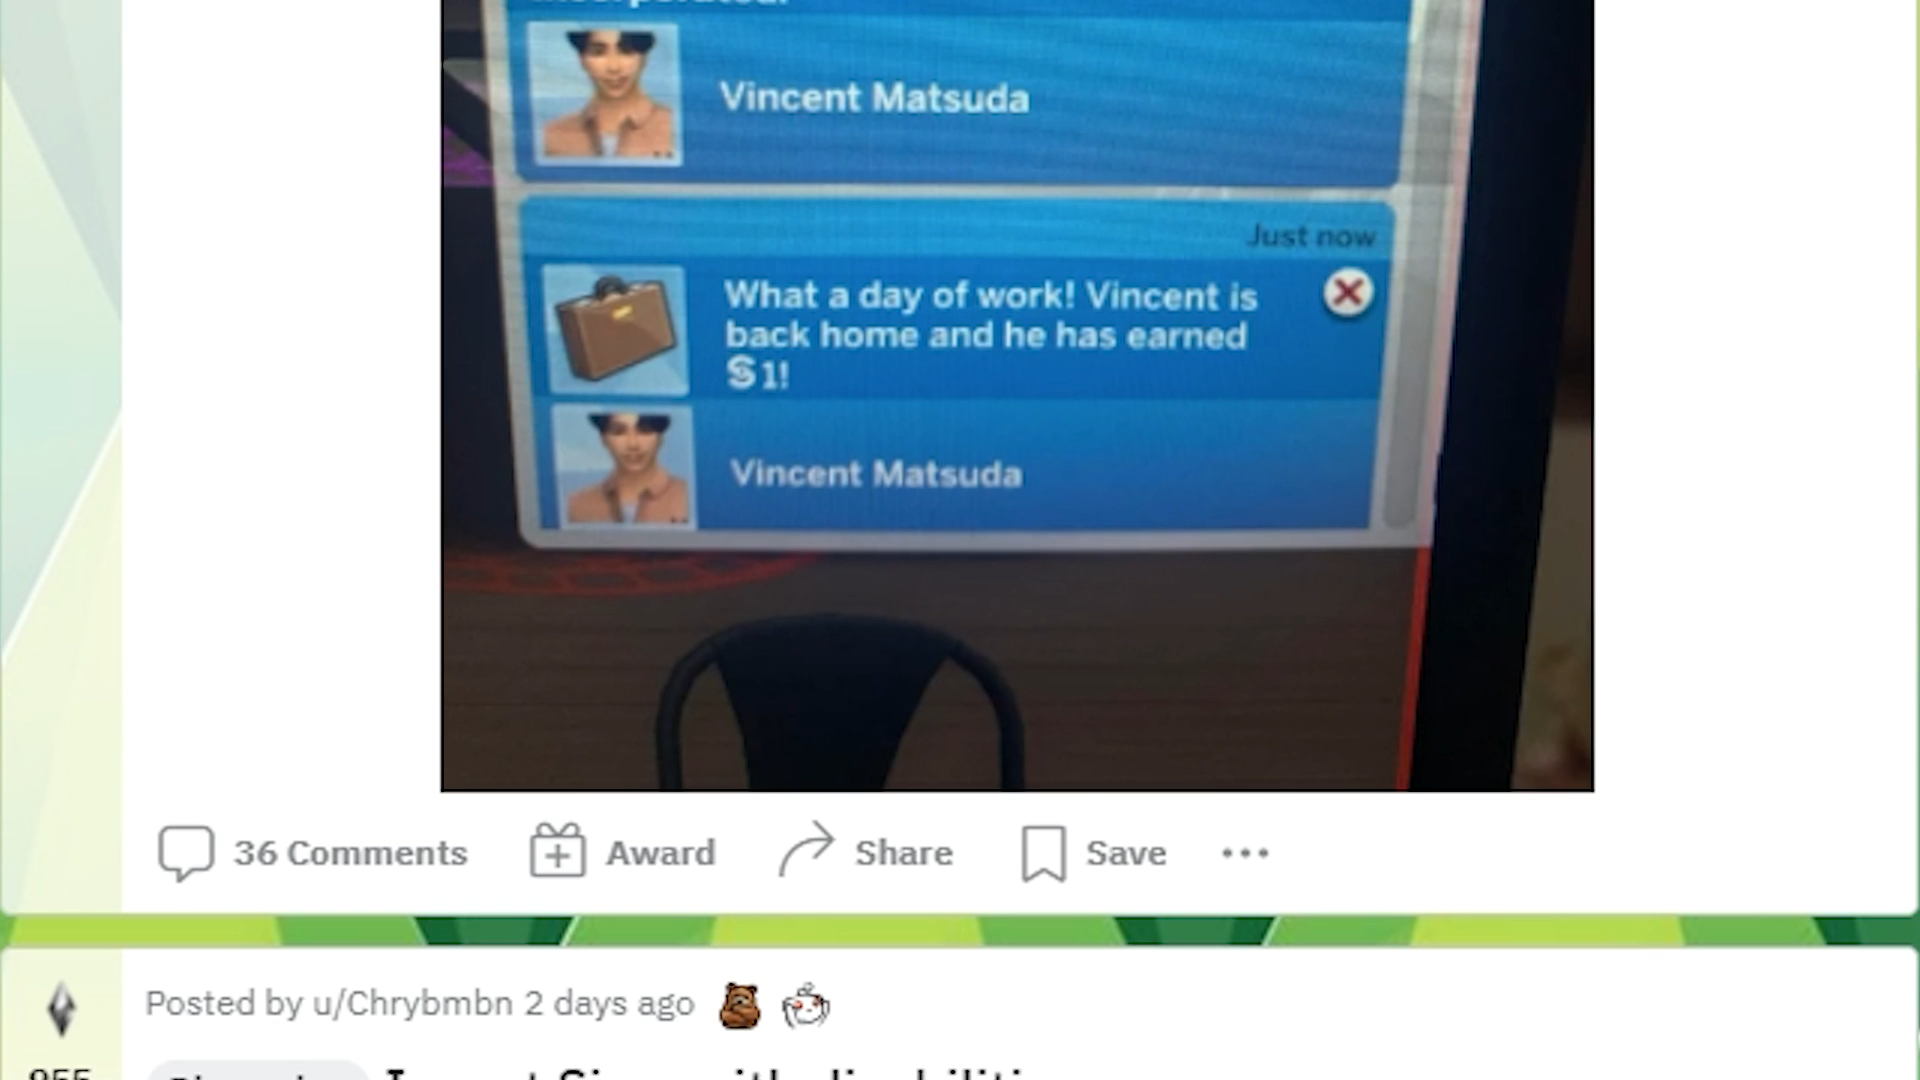 Vincent Matsuda
Just now
What a day of work! Vincent is
back home and he has earned
§1!
Vincent Matsuda
36 Comments
Award
Share
Save
Posted by u/Chrybmbn 2 days ago